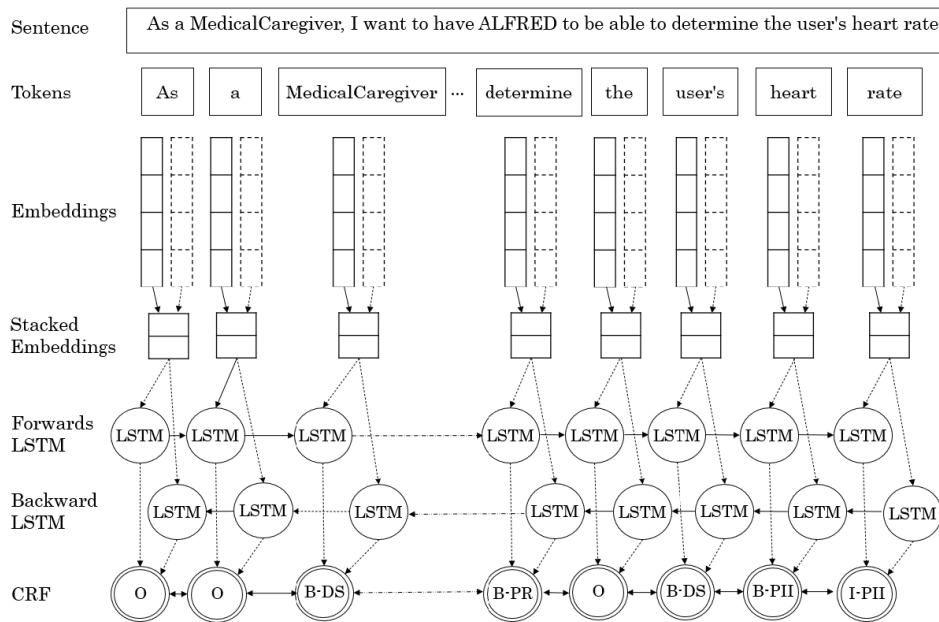 Sentence As a MedicalCaregiver, I want to have ALFRED to be able to determine the user's heart rate
Tokens As a MedicalCaregiver ... determine the user's heart rate
Embeddings
Stacked
Embeddings
Forwards
LSTM
LSTM LSTM LSTM LSTM LSTM LSTM LSTM LSTM
Backward
LSTM
LSTM LSTM LSTM LSTM LSTM LSTM LSTM LSTM
CRF O O B-DS B-PR O B-DS B-PII I-PII